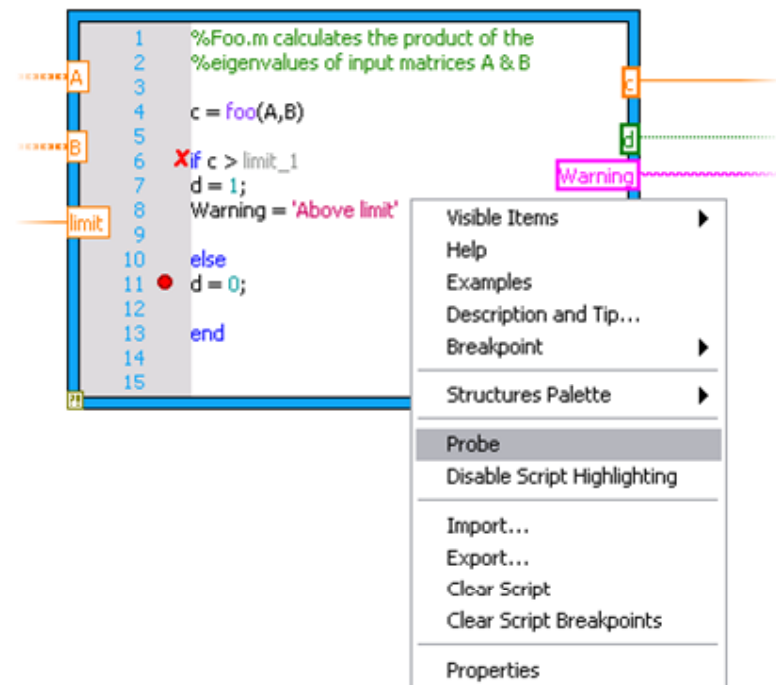 1 %Foo.m calculates the product of the
2 %eigenvalues of input matrices A & B
A
3
4 c = foo(A,B)
c
5
d
B
6 if c > limit_1
7 d = 1;
Warning
8 Warning = 'Above limit'
limit
9
10 else
11 d = 0;
12
13 end
14
15
Visible Items
Help
Examples
Description and Tip...
Breakpoint
Structures Palette
Probe
Disable Script Highlighting
Import...
Export...
Clear Script
Clear Script Breakpoints
Properties